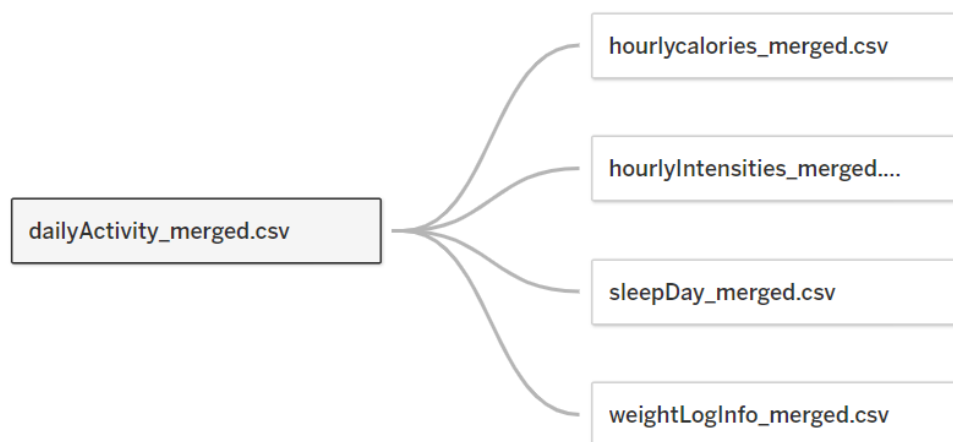 hourlycalories_merged.csv
hourlyIntensities_merged....
dailyActivity_merged.csv
sleepDay_merged.csv
weightLogInfo_merged.csv